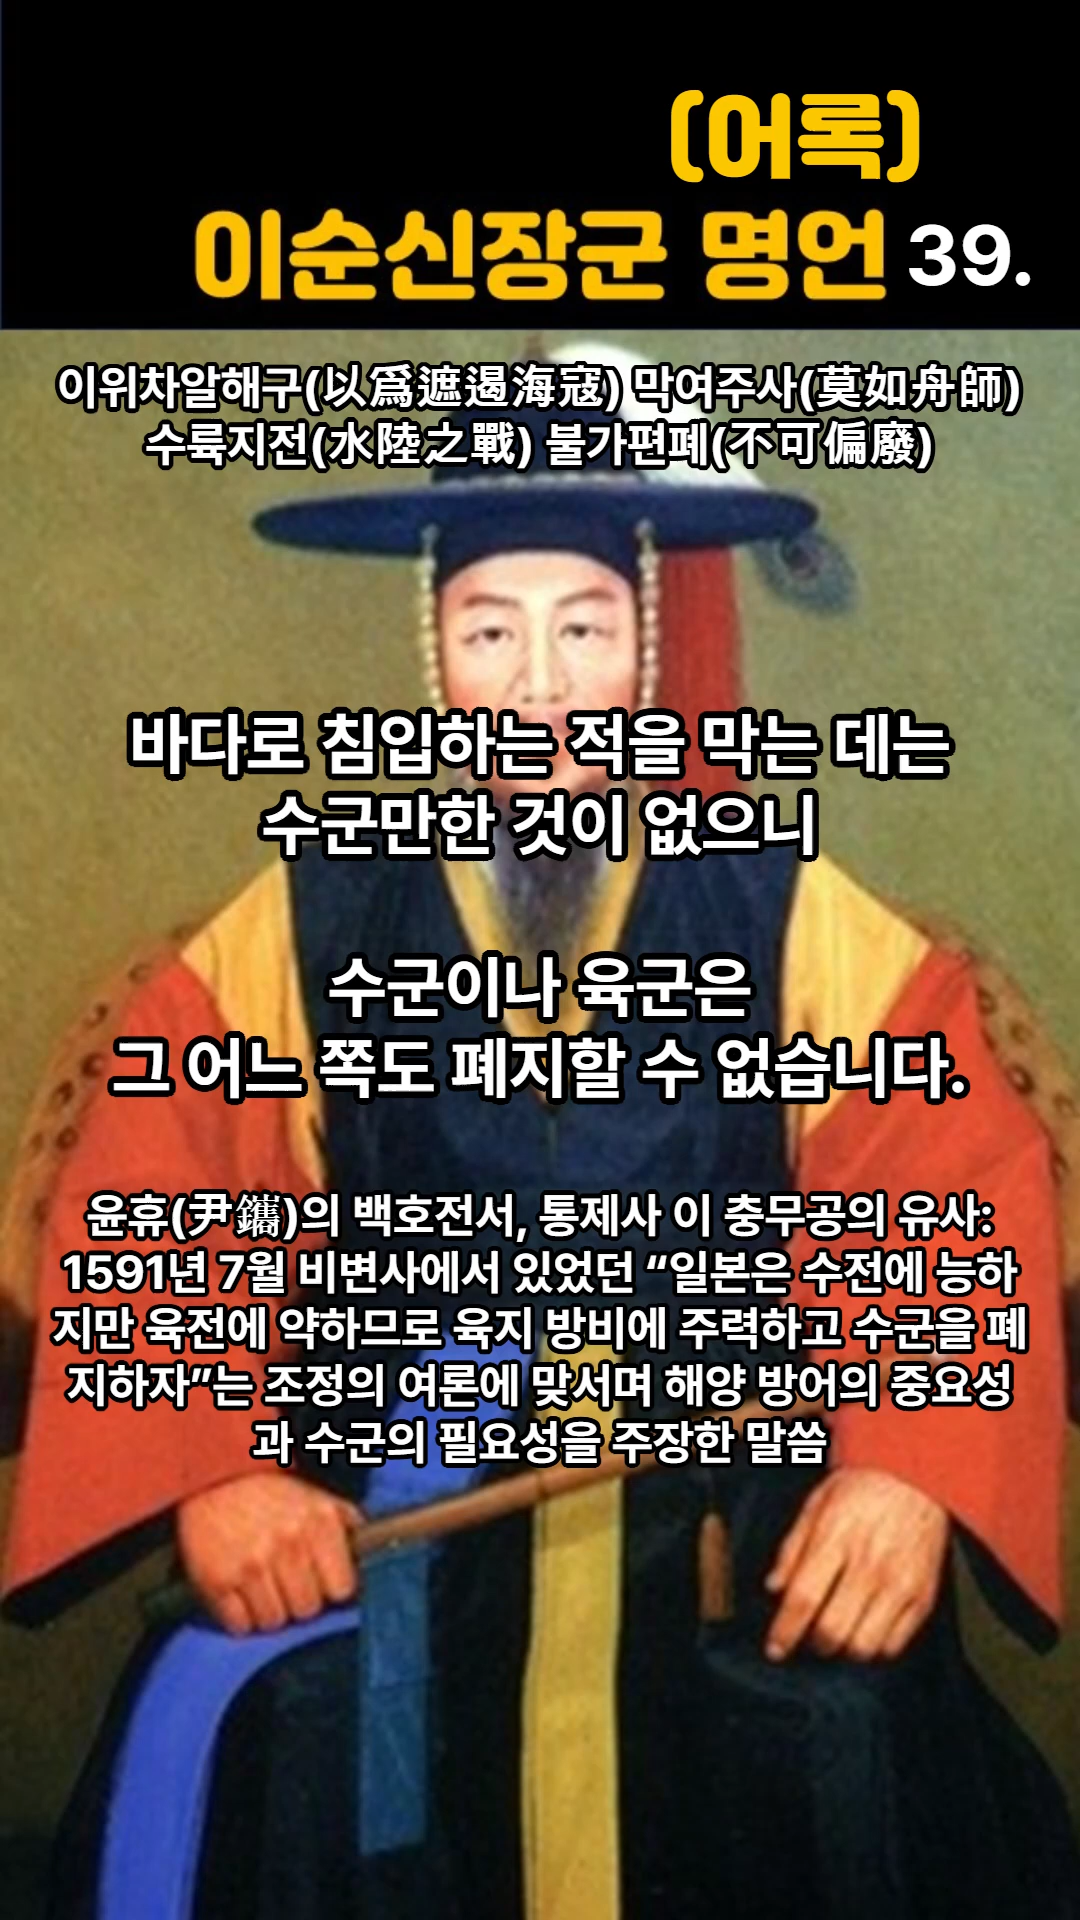 (어록)
이순신장군 명언 39.
이위차알해구(以爲遮遏海寇) 막여주사(莫如舟師)
수륙지전(水陸之戰) 불가편폐(不可偏廢)
바다로 침입하는 적을 막는 데는
수군만한 것이 없으니
수군이나 육군은
그 어느 쪽도 폐지할 수 없습니다.
윤휴(尹鑴)의 백호전서, 통제사 이 충무공의 유사:
1591년 7월 비변사에서 있었던 “일본은 수전에 능하
지만 육전에 약하므로 육지 방비에 주력하고 수군을 폐
지하자”는 조정의 여론에 맞서며 해양 방어의 중요성
과 수군의 필요성을 주장한 말씀